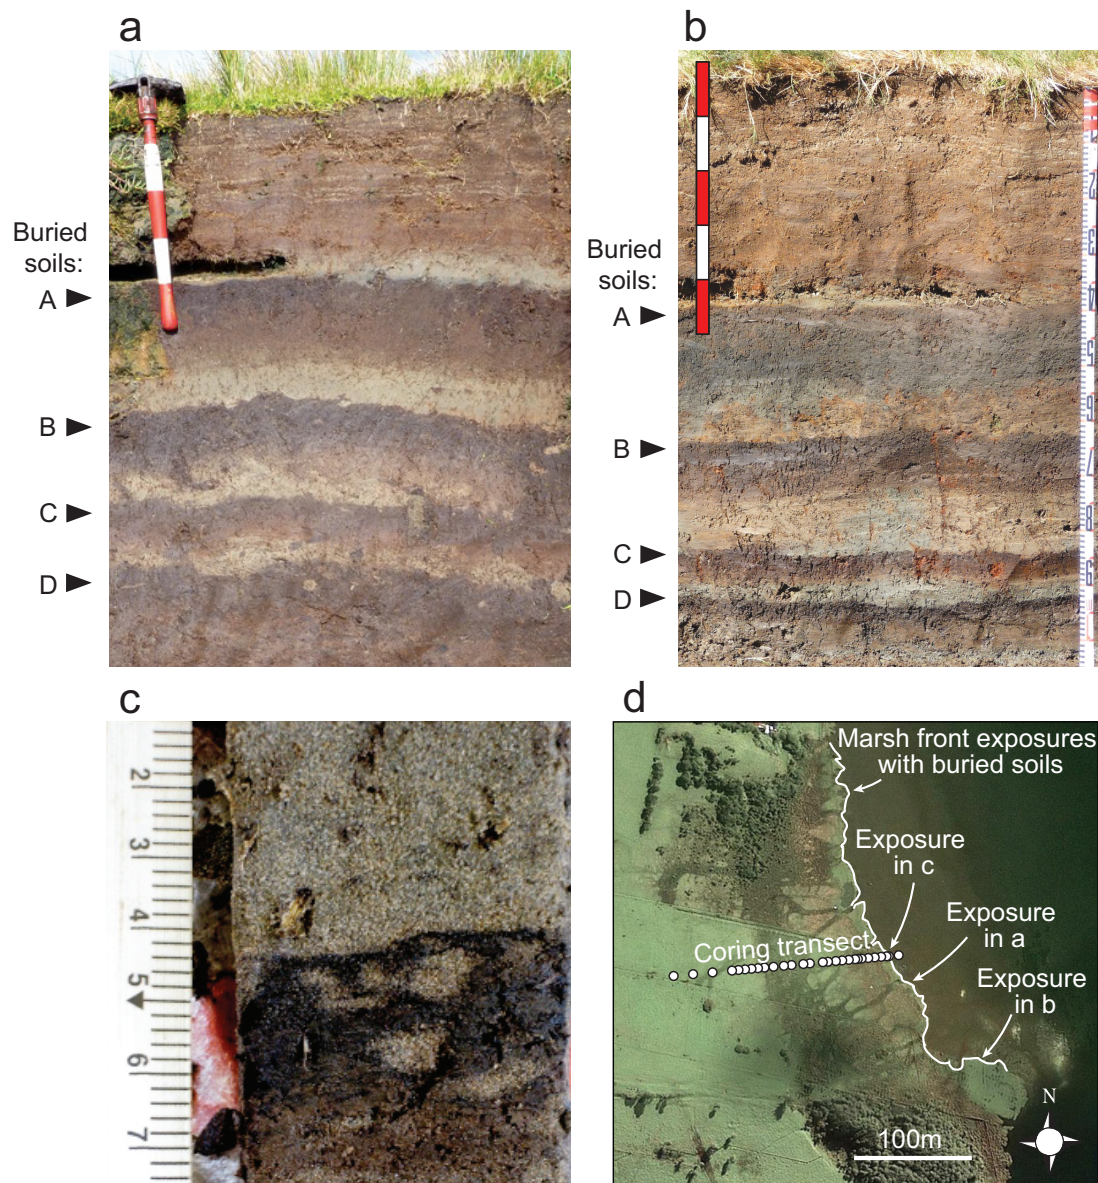 a
Buried
soils:
A
B
C
D
b
Buried
soils:
A
B
C
D
c
2
3
4
5
6
7
d
Marsh front exposures
with buried soils
Exposure
in c
Exposure
in a
Coring transect
Exposure
in b
N
100m